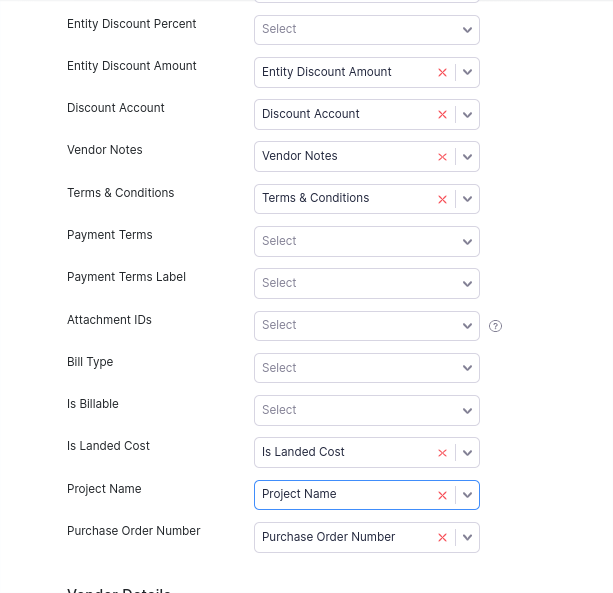 Entity Discount Percent Select
Entity Discount Amount Entity Discount Amount
Discount Account Discount Account
Vendor Notes Vendor Notes
Terms & Conditions Terms & Conditions
Payment Terms Select
Payment Terms Label Select
Attachment IDs Select ?
Bill Type Select
Is Billable Select
Is Landed Cost Is Landed Cost
Project Name Project Name
Purchase Order Number Purchase Order Number
Vendor Details